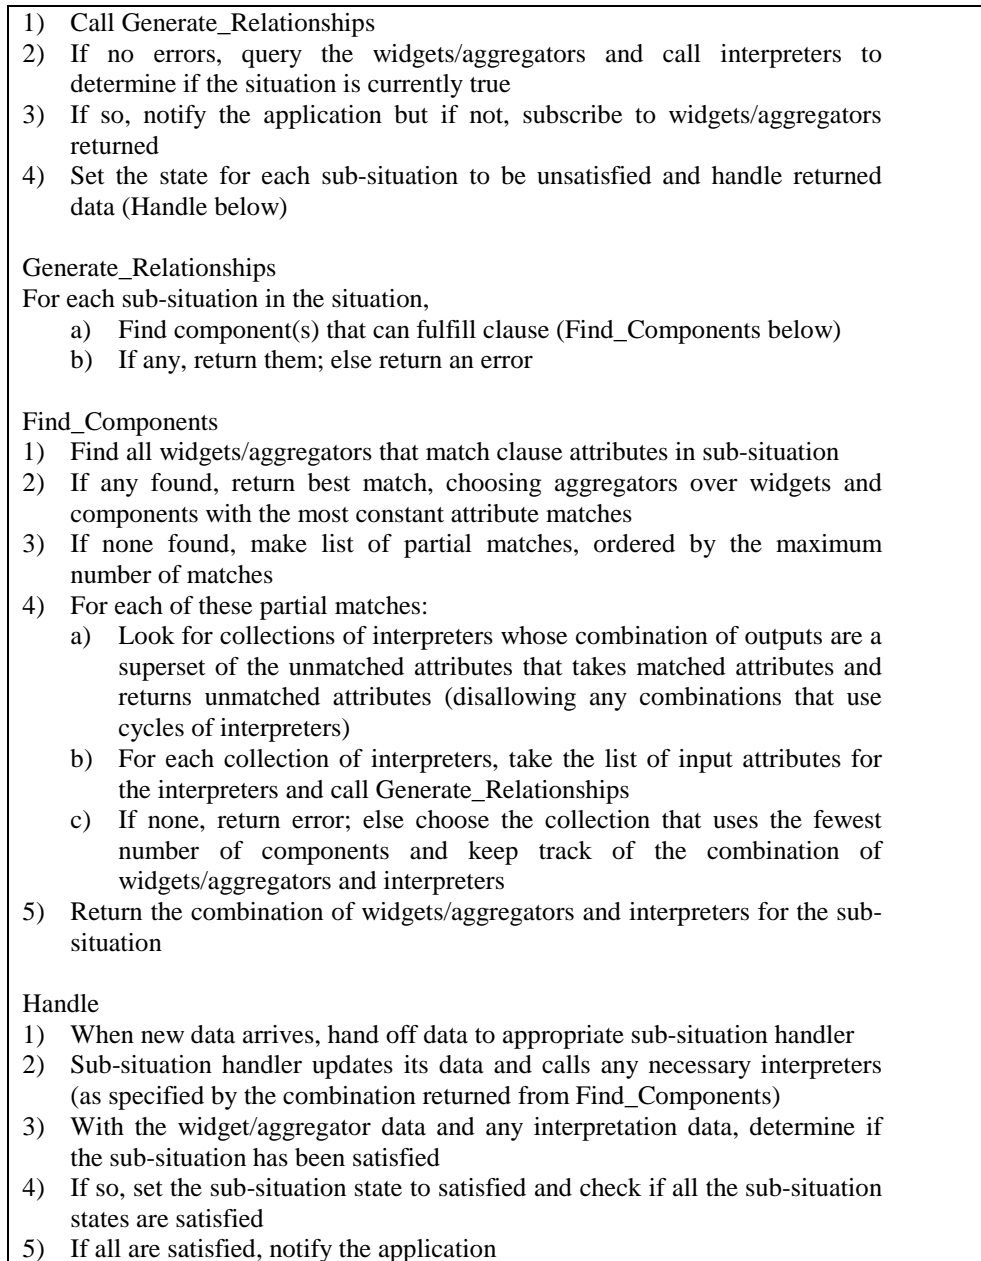 1) Call Generate_Relationships
2) If no errors, query the widgets/aggregators and call interpreters to
determine if the situation is currently true
3) If so, notify the application but if not, subscribe to widgets/aggregators
returned
4) Set the state for each sub-situation to be unsatisfied and handle returned
data (Handle below)
Generate_Relationships
For each sub-situation in the situation,
a) Find component(s) that can fulfill clause (Find_Components below)
b) If any, return them; else return an error
Find_Components
1) Find all widgets/aggregators that match clause attributes in sub-situation
2) If any found, return best match, choosing aggregators over widgets and
components with the most constant attribute matches
3) If none found, make list of partial matches, ordered by the maximum
number of matches
4) For each of these partial matches:
a) Look for collections of interpreters whose combination of outputs are a
superset of the unmatched attributes that takes matched attributes and
returns unmatched attributes (disallowing any combinations that use
cycles of interpreters)
b) For each collection of interpreters, take the list of input attributes for
the interpreters and call Generate_Relationships
c) If none, return error; else choose the collection that uses the fewest
number of components and keep track of the combination of
widgets/aggregators and interpreters
5) Return the combination of widgets/aggregators and interpreters for the sub-
situation
Handle
1) When new data arrives, hand off data to appropriate sub-situation handler
2) Sub-situation handler updates its data and calls any necessary interpreters
(as specified by the combination returned from Find_Components)
3) With the widget/aggregator data and any interpretation data, determine if
the sub-situation has been satisfied
4) If so, set the sub-situation state to satisfied and check if all the sub-situation
states are satisfied
5) If all are satisfied, notify the application